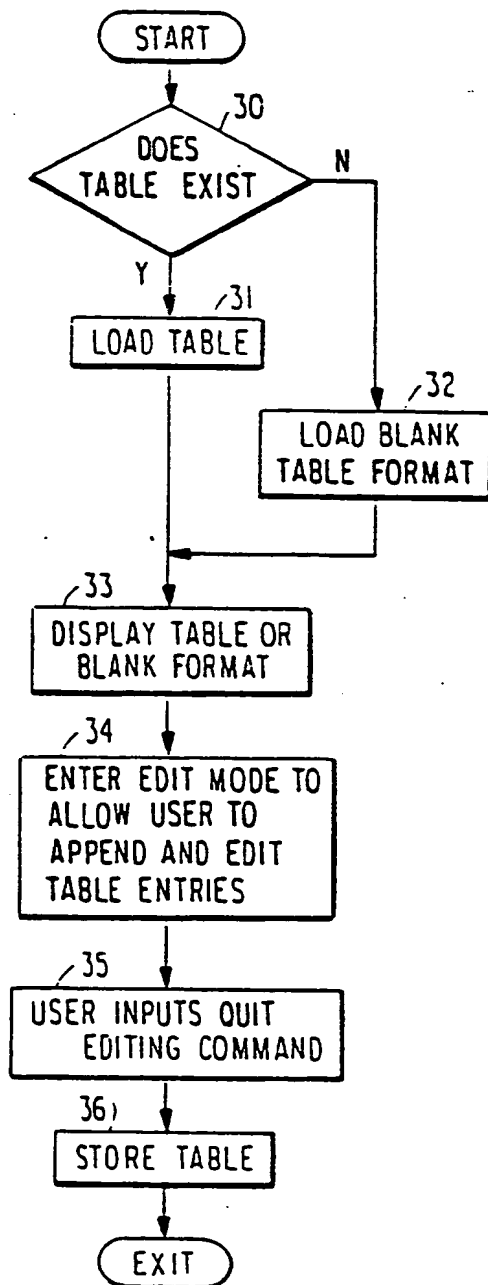 START
30
DOES
TABLE EXIST
N
Y
31
LOAD TABLE
32
LOAD BLANK
TABLE FORMAT
33
DISPLAY TABLE OR
BLANK FORMAT
34
ENTER EDIT MODE TO
ALLOW USER TO
APPEND AND EDIT
TABLE ENTRIES
35
USER INPUTS QUIT
EDITING COMMAND
36
STORE TABLE
EXIT